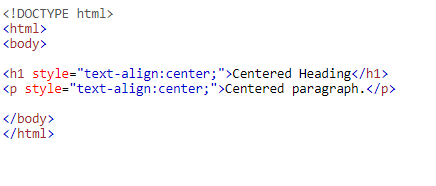 <!DOCTYPE html>
<html>
<body>
<h1 style="text-align:center;">Centered Heading</h1>
<p style="text-align:center;">Centered paragraph.</p>
</body>
</html>